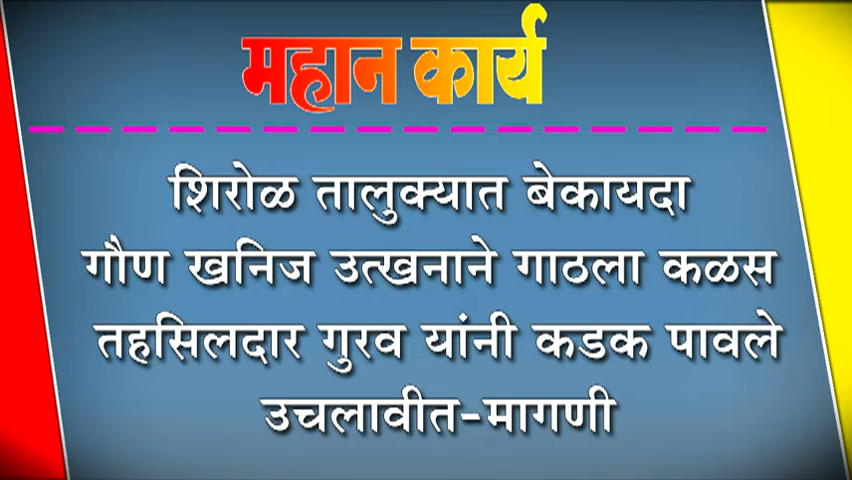 महान कार्य
शिरोळ तालुक्यात बेकायदा
गौण खनिज उत्खनाने गाठला कळस
तहसिलदार गुरव यांनी कडक पावले
उचलावीत-मागणी